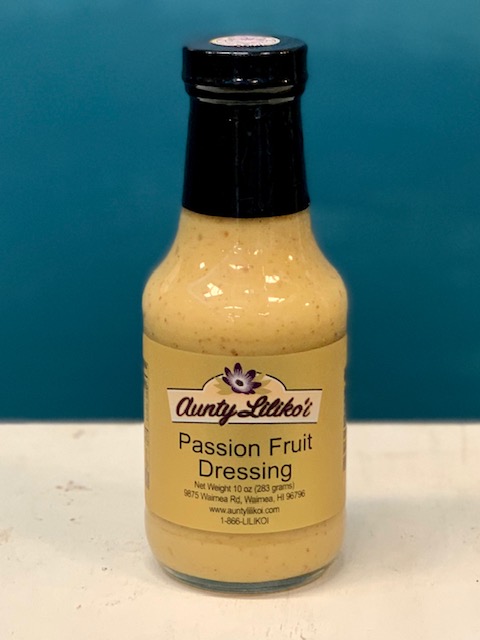 Aunty Liliko'i
Passion Fruit
Dressing
Net Weight 10 oz (283 grams)
9875 Waimea Rd, Waimea, HI 96796
www.auntylilikoi.com
1-866-LILIKOI